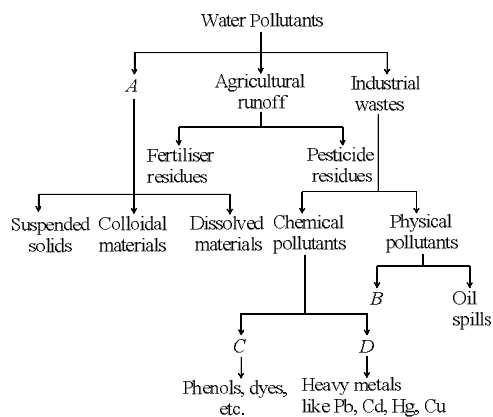 Water Pollutants
A
Agricultural
runoff
Industrial
wastes
Fertiliser
residues
Pesticide
residues
Suspended
solids
Colloidal
materials
Dissolved
materials
Chemical
pollutants
Physical
pollutants
B
Oil
spills
C
D
Phenols, dyes,
etc.
Heavy metals
like Pb, Cd, Hg, Cu